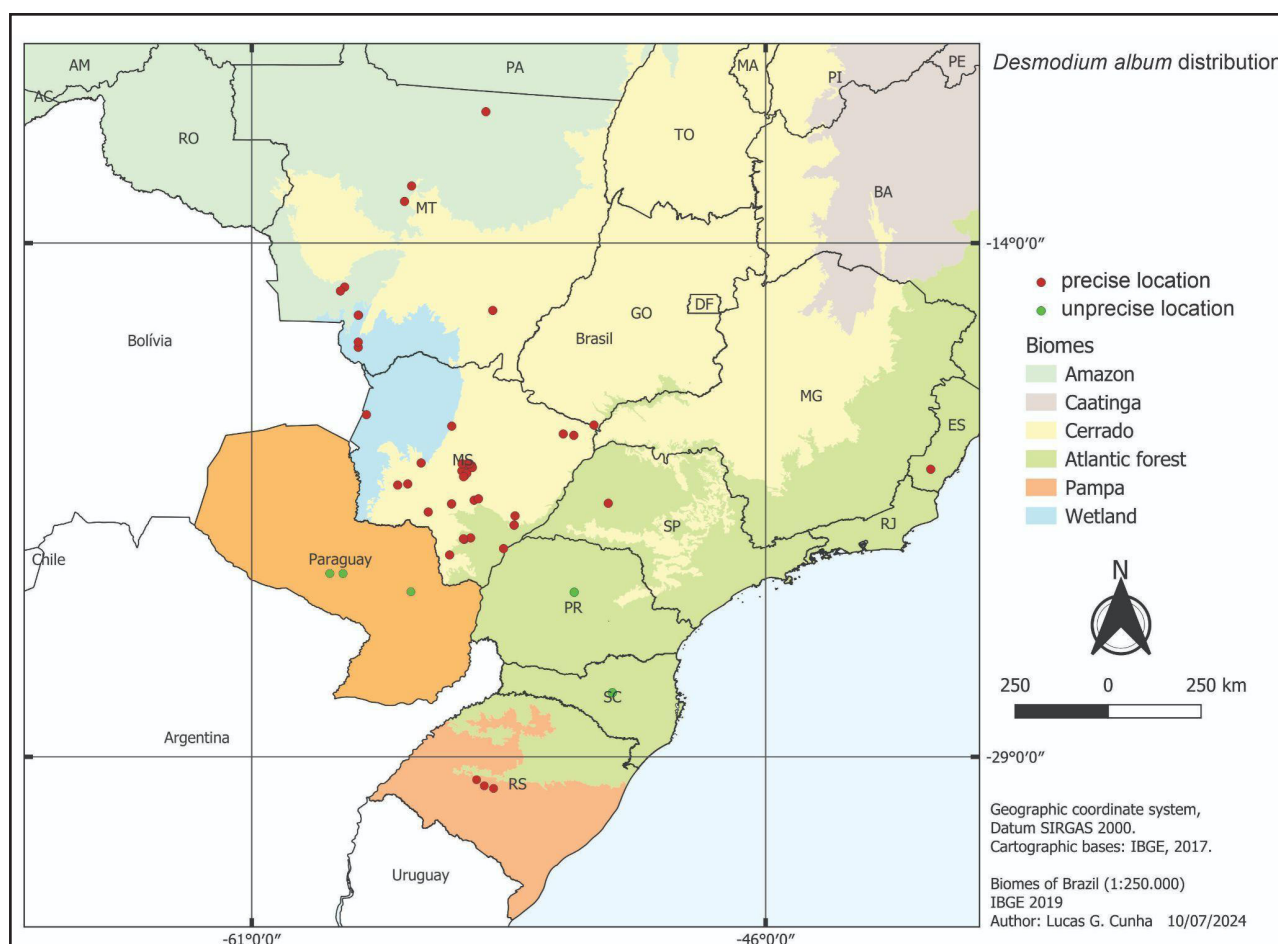 Desmodium album distribution
AM
PA
MA
PI
PE
AC
RO
TO
BA
MT
-14°0′0″
precise location
unprecise location
DF
GO
Brasil
Bolívia
Biomes
Amazon
Caatinga
Cerrado
Atlantic forest
Pampa
Wetland
MG
ES
MS
SP
RJ
Chile
Paraguay
PR
N
250 0 250 km
SC
Argentina
-29°0′0″
RS
Geographic coordinate system,
Datum SIRGAS 2000.
Cartographic bases: IBGE, 2017.
Uruguay
Biomes of Brazil (1:250.000)
IBGE 2019
Author: Lucas G. Cunha 10/07/2024
-61°0′0″
-46°0′0″